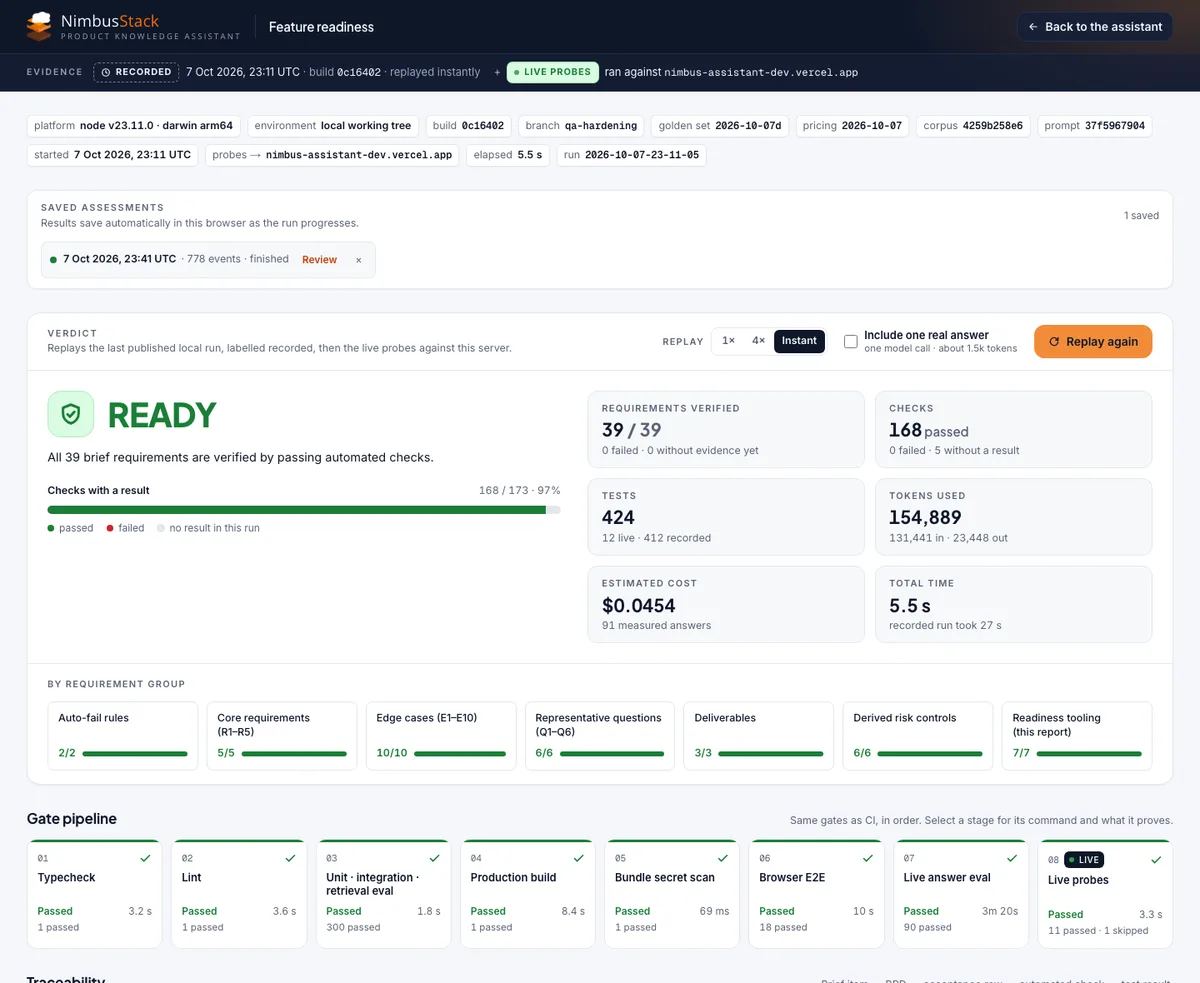 NimbusStack
PRODUCT KNOWLEDGE ASSISTANT
Feature readiness
← Back to the assistant
EVIDENCE RECORDED 7 Oct 2026, 23:11 UTC · build 0c16402 · replayed instantly + LIVE PROBES ran against nimbus-assistant-dev.vercel.app
platform node v23.11.0 · darwin arm64 environment local working tree build 0c16402 branch qa-hardening golden set 2026-10-07d pricing 2026-10-07 corpus 4259b258e6 prompt 37f5967904
started 7 Oct 2026, 23:11 UTC probes → nimbus-assistant-dev.vercel.app elapsed 5.5 s run 2026-10-07-23-11-05
SAVED ASSESSMENTS
Results save automatically in this browser as the run progresses.
1 saved
7 Oct 2026, 23:41 UTC · 778 events · finished Review ×
VERDICT
Replays the last published local run, labelled recorded, then the live probes against this server.
REPLAY 1× 4× Instant
Include one real answer
one model call · about 1.5k tokens
Replay again
READY
All 39 brief requirements are verified by passing automated checks.
Checks with a result 168 / 173 · 97%
passed failed no result in this run
REQUIREMENTS VERIFIED
39 / 39
0 failed · 0 without evidence yet
CHECKS
168 passed
0 failed · 5 without a result
TESTS
424
12 live · 412 recorded
TOKENS USED
154,889
131,441 in · 23,448 out
ESTIMATED COST
$0.0454
91 measured answers
TOTAL TIME
5.5 s
recorded run took 27 s
BY REQUIREMENT GROUP
Auto-fail rules
2/2
Core requirements
(R1–R5)
5/5
Edge cases (E1–E10)
10/10
Representative questions
(Q1–Q6)
6/6
Deliverables
3/3
Derived risk controls
6/6
Readiness tooling
(this report)
7/7
Gate pipeline
Same gates as CI, in order. Select a stage for its command and what it proves.
01
Typecheck
Passed 3.2 s
1 passed
02
Lint
Passed 3.6 s
1 passed
03
Unit · integration ·
retrieval eval
Passed 1.8 s
300 passed
04
Production build
Passed 8.4 s
1 passed
05
Bundle secret scan
Passed 69 ms
1 passed
06
Browser E2E
Passed 10 s
18 passed
07
Live answer eval
Passed 3m 20s
90 passed
08 LIVE
Live probes
Passed 3.3 s
11 passed · 1 skipped
Traceability